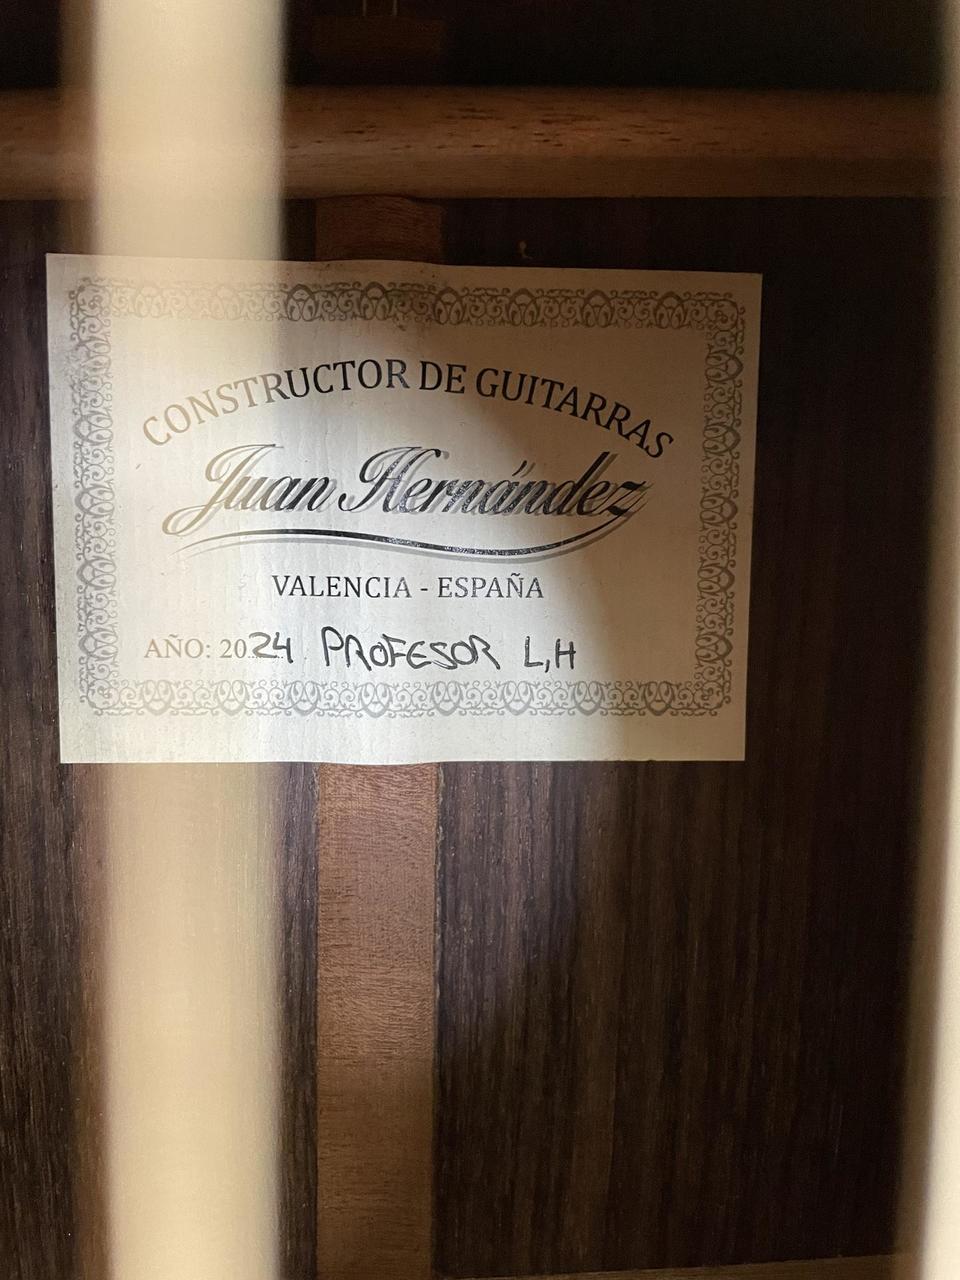 CONSTRUCTOR DE GUITARRAS
Juan Hernández
VALENCIA - ESPAÑA
AÑO: 2024 PROFESOR L,H